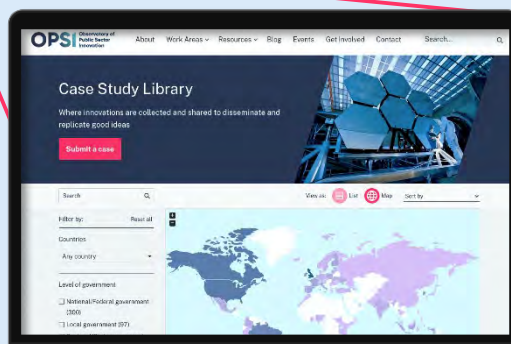 OPSI Observatory of
Public Sector
Innovation
About Work Areas Resources Blog Events Get Involved Contact Search...
Case Study Library
Where innovations are collected and shared to disseminate and
replicate good ideas
Submit a case
Search
View as: List Map Sort by
Filter by: Reset all
Countries
Any country
Level of government
National/Federal government
(300)
Local government (97)